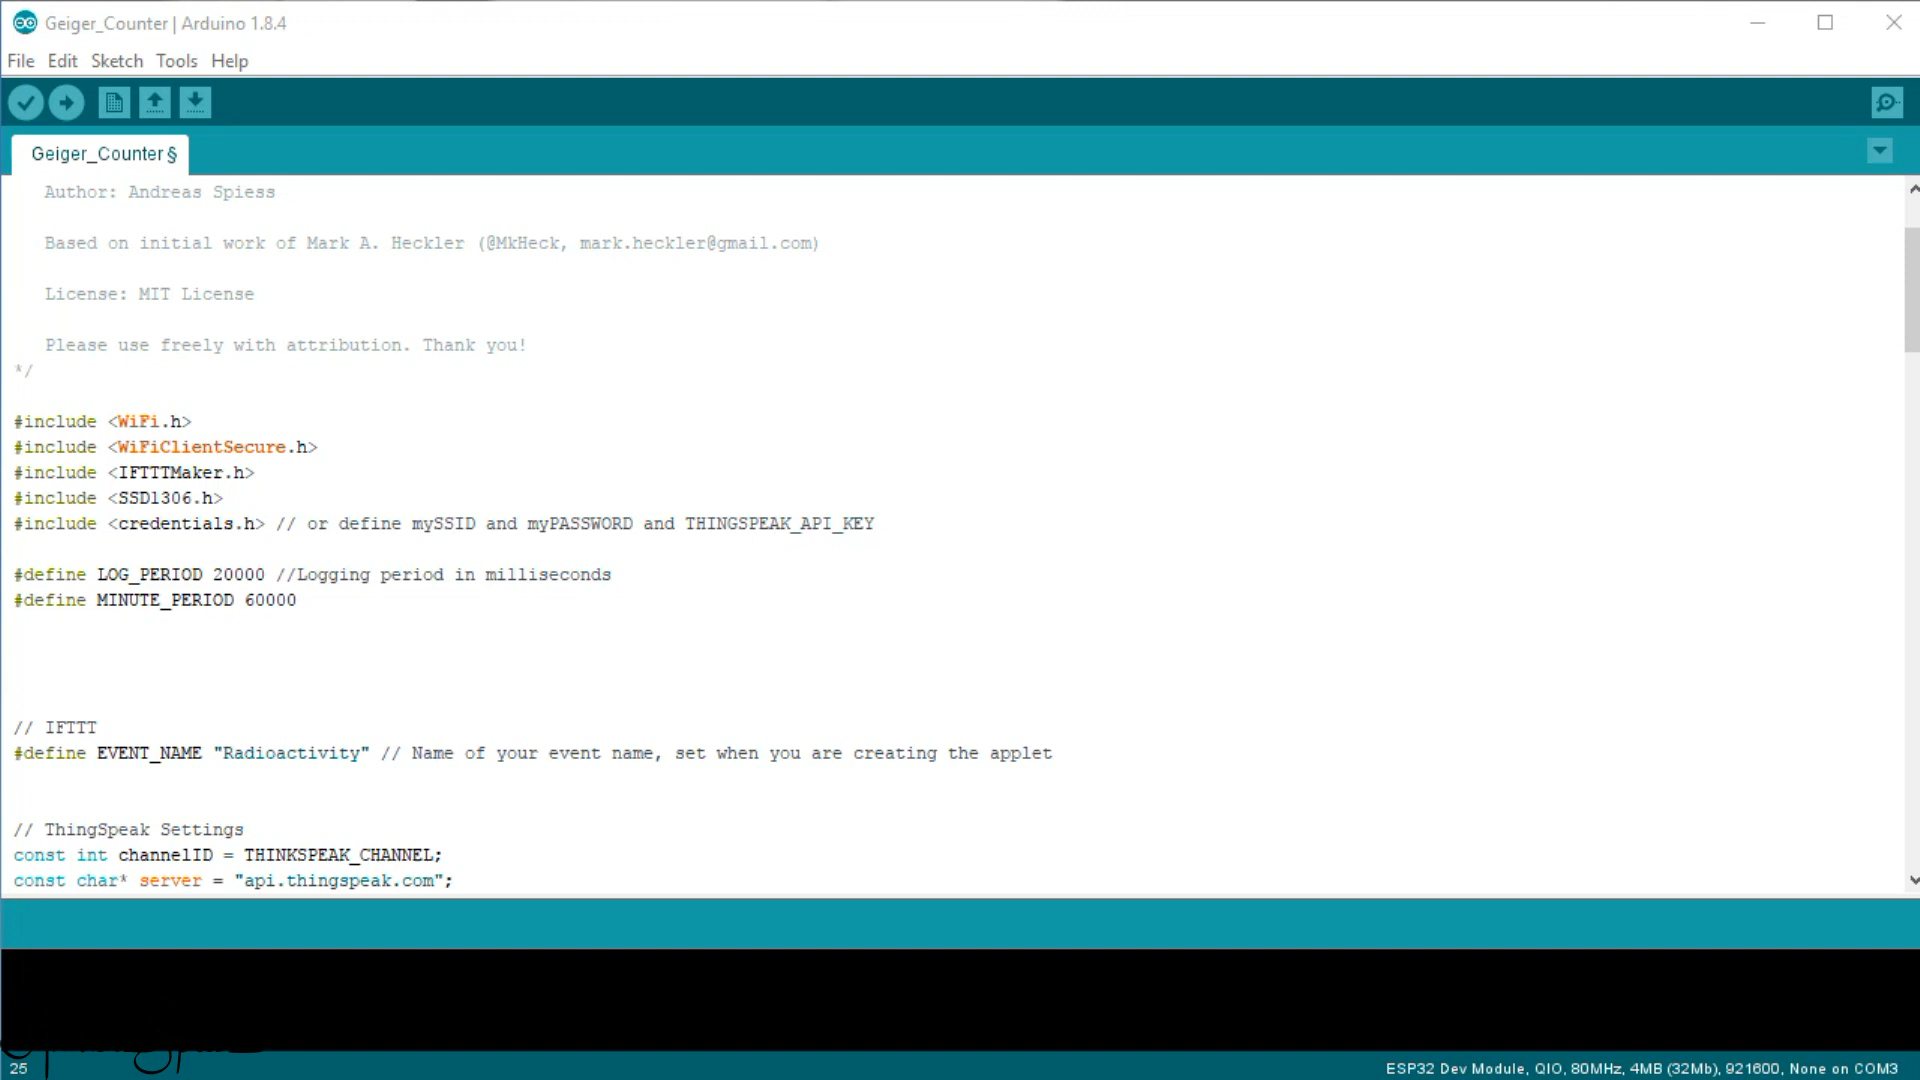 Geiger_Counter | Arduino 1.8.4
File Edit Sketch Tools Help
Geiger_Counter §
Author: Andreas Spiess
Based on initial work of Mark A. Heckler (@MkHeck, mark.heckler@gmail.com)
License: MIT License
Please use freely with attribution. Thank you!
*/
#include <WiFi.h>
#include <WiFiClientSecure.h>
#include <IFTTTMaker.h>
#include <SSD1306.h>
#include <credentials.h> // or define mySSID and myPASSWORD and THINGSPEAK_API_KEY
#define LOG_PERIOD 20000 //Logging period in milliseconds
#define MINUTE_PERIOD 60000
// IFTTT
#define EVENT_NAME "Radioactivity" // Name of your event name, set when you are creating the applet
// ThingSpeak Settings
const int channelID = THINKSPEAK_CHANNEL;
const char* server = "api.thingspeak.com";
25
ESP32 Dev Module, QIO, 80MHz, 4MB (32Mb), 921600, None on COM3